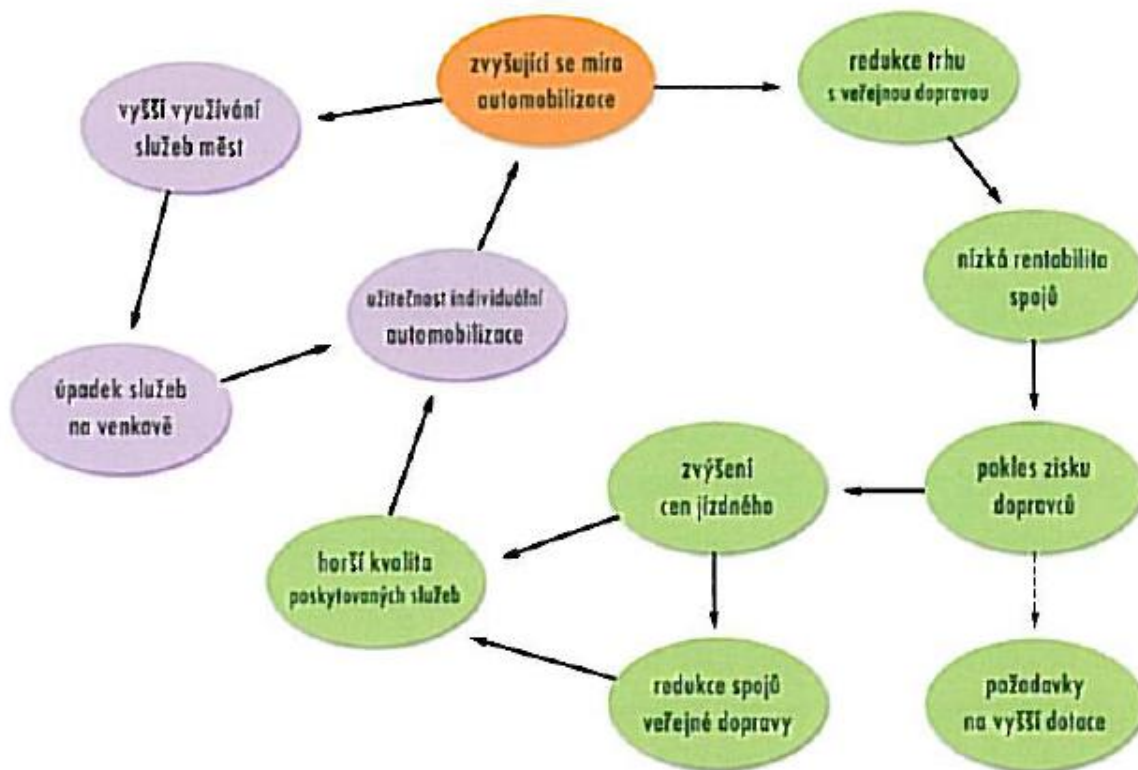 zvyšující se míra
automobilizace
redukce trhu
s veřejnou dopravou
vyšší využívání
služeb měst
nízká rentabilita
spojů
užitečnost individuální
automobilizace
úpadek služeb
na venkavě
zvýšení
cen jízdného
pokles zisku
dopravců
horší kvalita
poskytovaných služeb
redukce spojů
veřejné dopravy
požadavky
na vyšší dotace